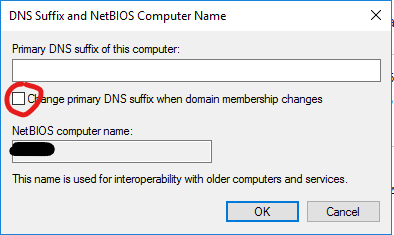 DNS Suffix and NetBIOS Computer Name
Primary DNS suffix of this computer:
Change primary DNS suffix when domain membership changes
NetBIOS computer name:
This name is used for interoperability with older computers and services.
OK Cancel